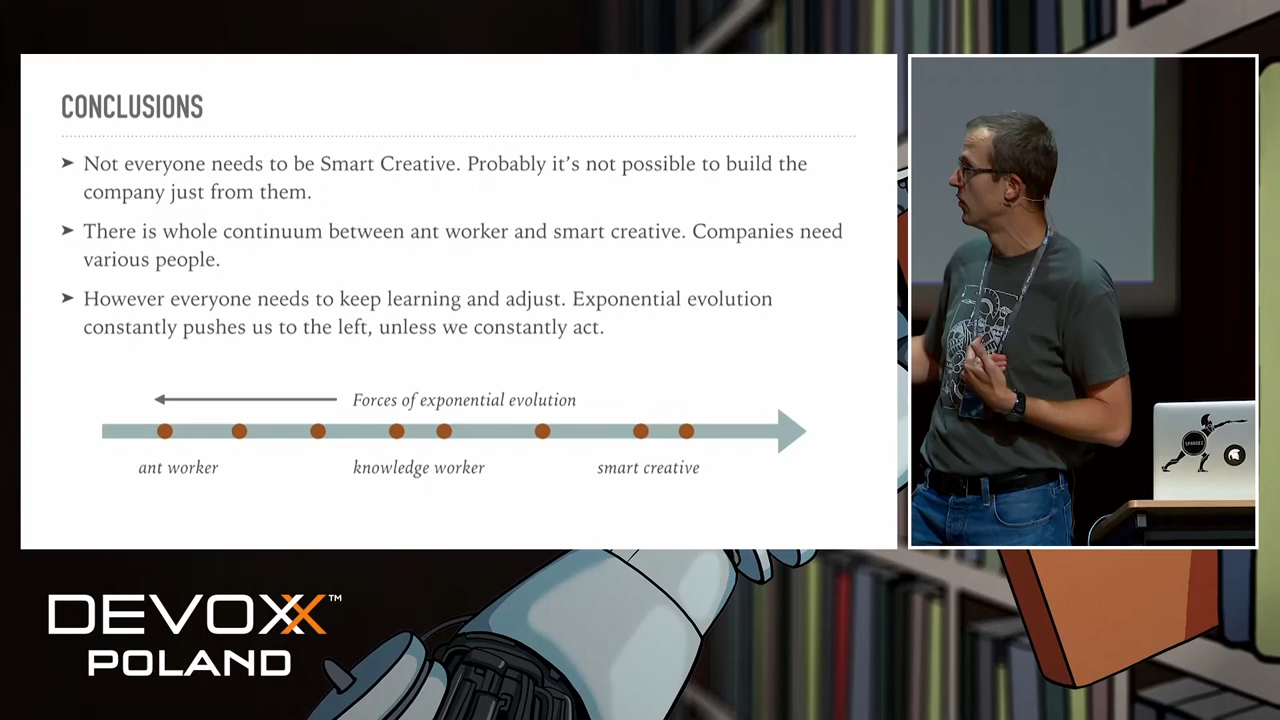 CONCLUSIONS
➤ Not everyone needs to be Smart Creative. Probably it’s not possible to build the
company just from them.
➤ There is whole continuum between ant worker and smart creative. Companies need
various people.
➤ However everyone needs to keep learning and adjust. Exponential evolution
constantly pushes us to the left, unless we constantly act.
Forces of exponential evolution
ant worker
knowledge worker
smart creative
DEVOXX™
POLAND